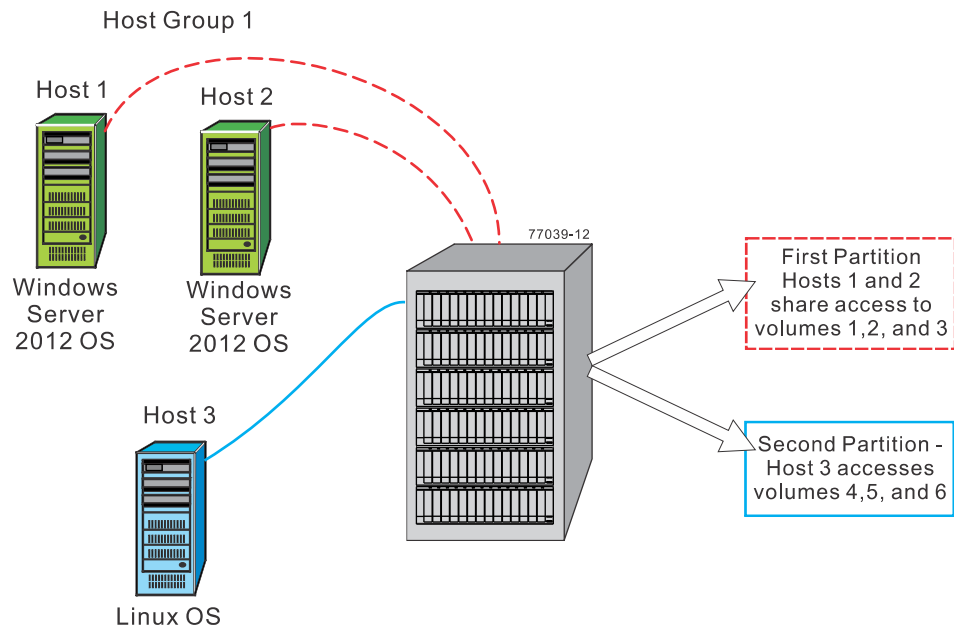 Host Group 1
Host 1
Host 2
Windows
Server
2012 OS
Windows
Server
2012 OS
77039-12
First Partition
Hosts 1 and 2
share access to
volumes 1,2, and 3
Host 3
Linux OS
Second Partition -
Host 3 accesses
volumes 4,5, and 6